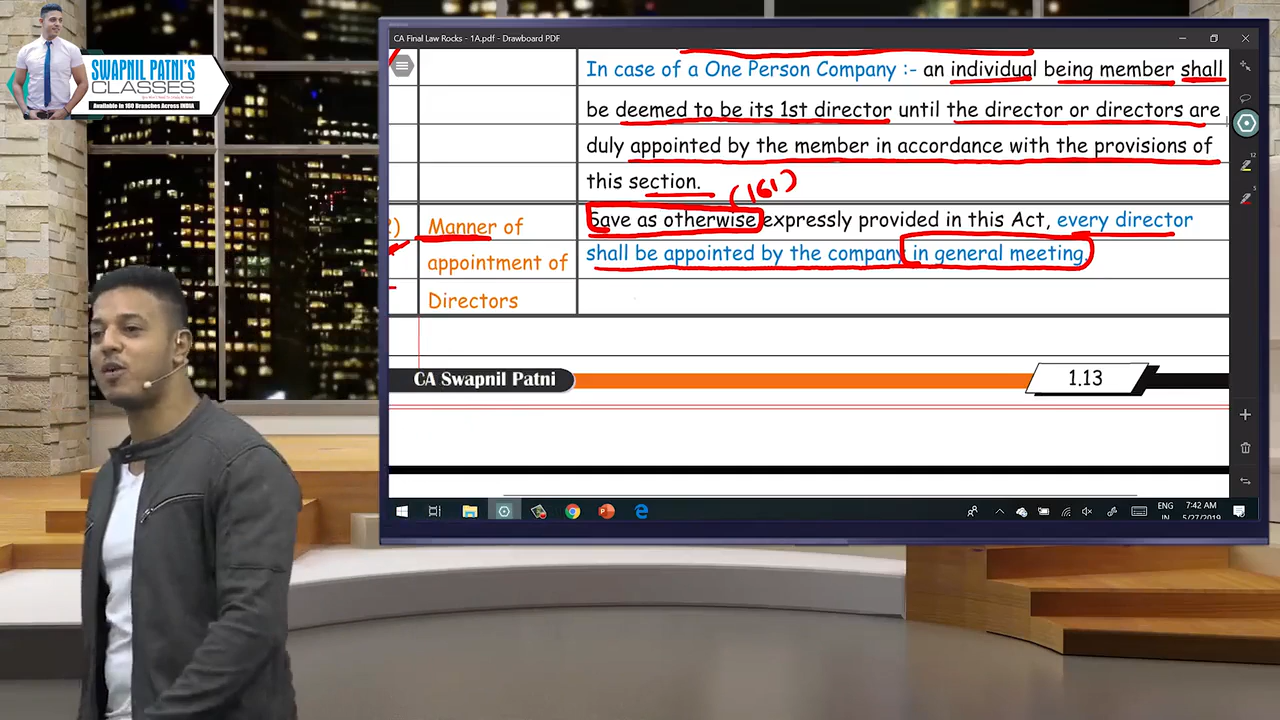 SWAPNIL PATNI'S
CLASSES
Available in 160 Branches Across INDIA
CA Final Law Rocks - 1A.pdf - Drawboard PDF
In case of a One Person Company :- an individual being member shall
be deemed to be its 1st director until the director or directors are
duly appointed by the member in accordance with the provisions of
this section.
(161)
2)
Manner of
appointment of
Directors
Save as otherwise expressly provided in this Act, every director
shall be appointed by the company in general meeting.
CA Swapnil Patni
1.13
ENG
IN
7:42 AM
5/27/2019